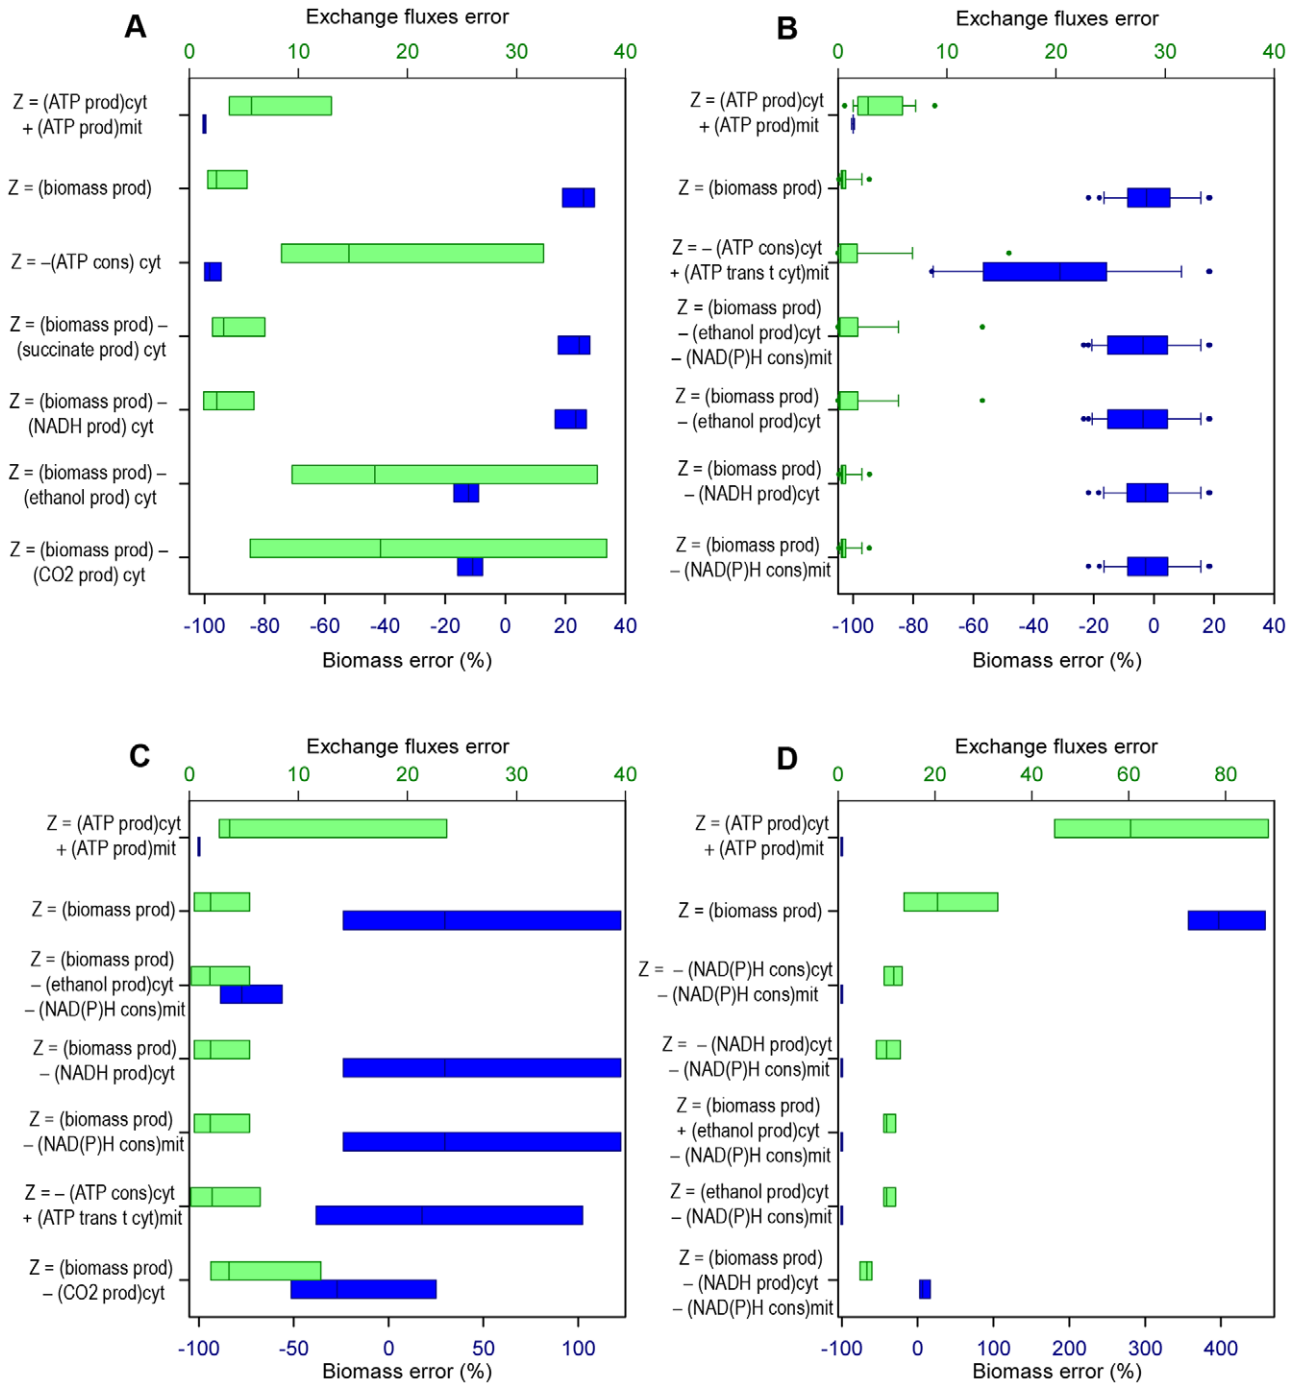 A
Exchange fluxes error
0 10 20 30 40
Z = (ATP prod)cyt
+ (ATP prod)mit
Z = (biomass prod)
Z = –(ATP cons) cyt
Z = (biomass prod) –
(succinate prod) cyt
Z = (biomass prod) –
(NADH prod) cyt
Z = (biomass prod) –
(ethanol prod) cyt
Z = (biomass prod) –
(CO2 prod) cyt
-100 -80 -60 -40 -20 0 20 40
Biomass error (%)
B
Exchange fluxes error
0 10 20 30 40
Z = (ATP prod)cyt
+ (ATP prod)mit
Z = (biomass prod)
Z = – (ATP cons)cyt
+ (ATP trans t cyt)mit
Z = (biomass prod)
– (ethanol prod)cyt
– (NAD(P)H cons)mit
Z = (biomass prod)
– (ethanol prod)cyt
Z = (biomass prod)
– (NADH prod)cyt
Z = (biomass prod)
– (NAD(P)H cons)mit
-100 -80 -60 -40 -20 0 20 40
Biomass error (%)
C
Exchange fluxes error
0 10 20 30 40
Z = (ATP prod)cyt
+ (ATP prod)mit
Z = (biomass prod)
Z = (biomass prod)
– (ethanol prod)cyt
– (NAD(P)H cons)mit
Z = (biomass prod)
– (NADH prod)cyt
Z = (biomass prod)
– (NAD(P)H cons)mit
Z = – (ATP cons)cyt
+ (ATP trans t cyt)mit
Z = (biomass prod)
– (CO2 prod)cyt
-100 -50 0 50 100
Biomass error (%)
D
Exchange fluxes error
0 20 40 60 80
Z = (ATP prod)cyt
+ (ATP prod)mit
Z = (biomass prod)
Z = – (NAD(P)H cons)cyt
– (NAD(P)H cons)mit
Z = – (NADH prod)cyt
– (NAD(P)H cons)mit
Z = (biomass prod)
+ (ethanol prod)cyt
– (NAD(P)H cons)mit
Z = (ethanol prod)cyt
– (NAD(P)H cons)mit
Z = (biomass prod)
– (NADH prod)cyt
– (NAD(P)H cons)mit
-100 0 100 200 300 400
Biomass error (%)